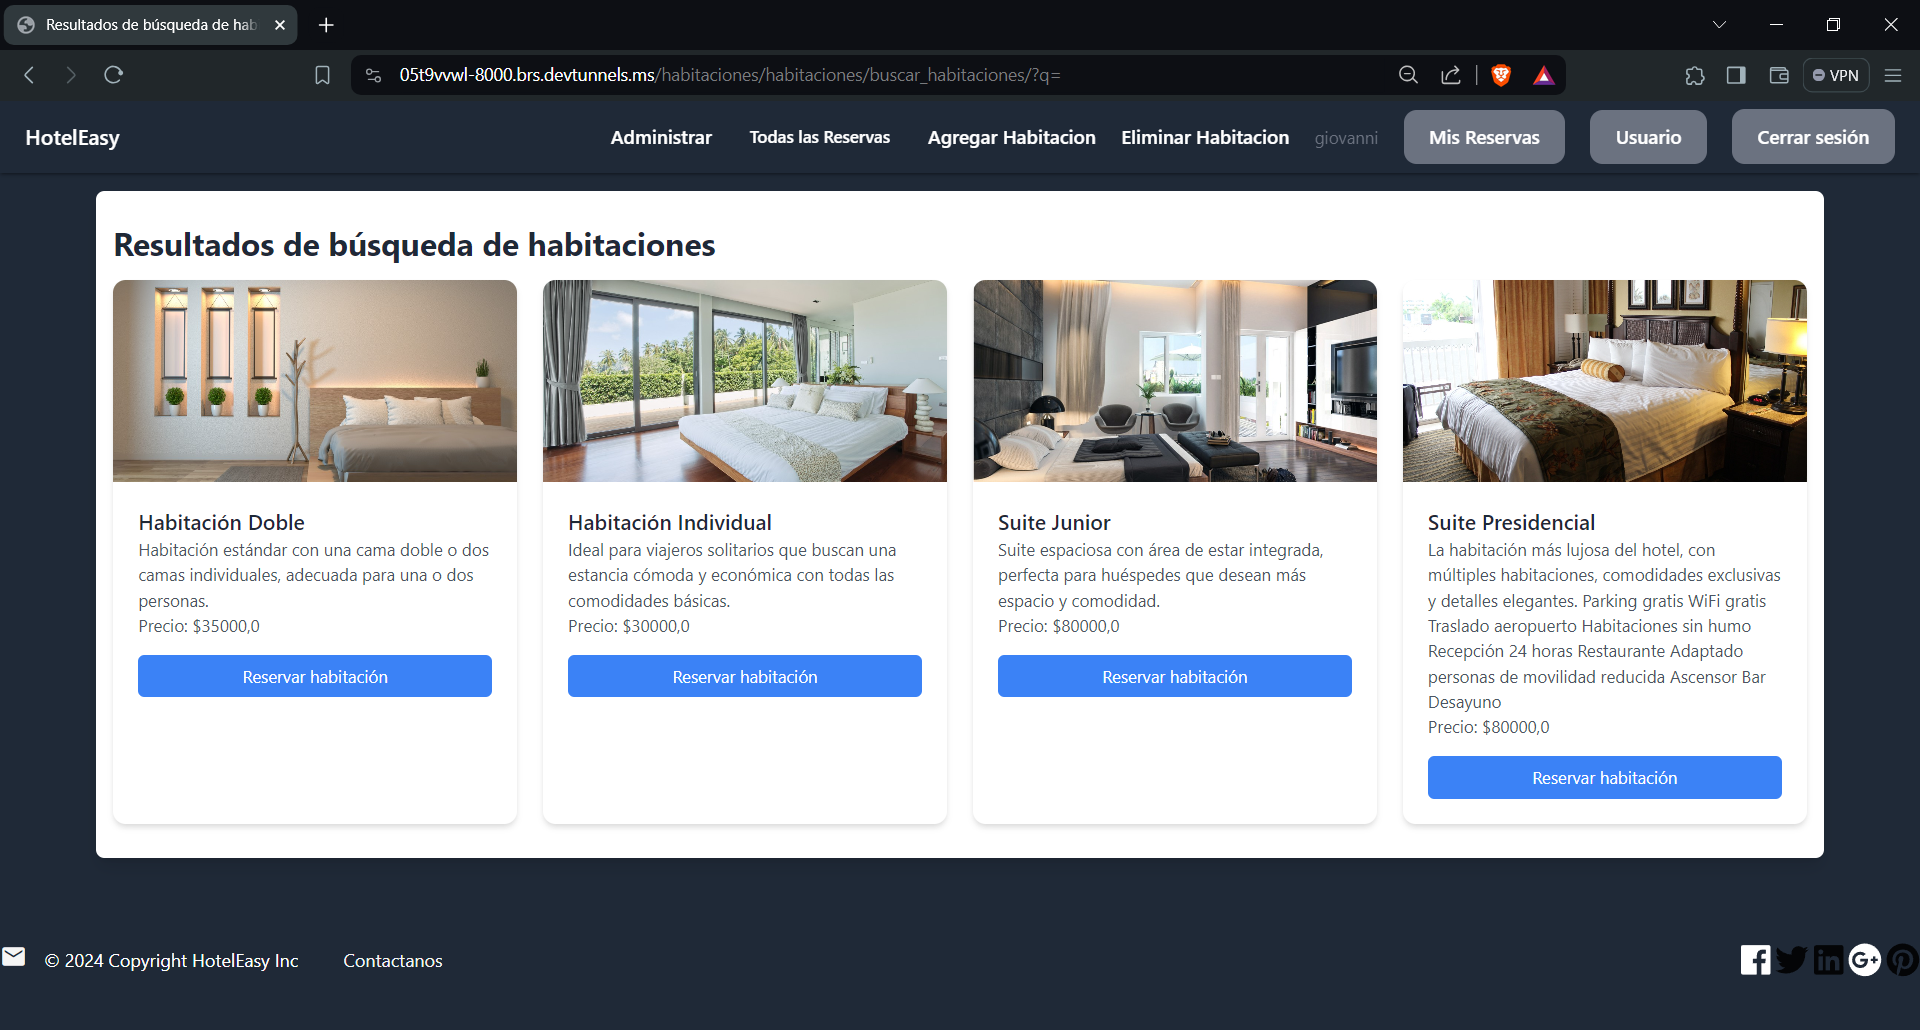 Resultados de búsqueda de hab
05t9vvwl-8000.brs.devtunnels.ms/habitaciones/habitaciones/buscar_habitaciones/?q=
VPN
HotelEasy
Administrar
Todas las Reservas
Agregar Habitacion
Eliminar Habitacion
giovanni
Mis Reservas
Usuario
Cerrar sesión
Resultados de búsqueda de habitaciones
Habitación Doble
Habitación estándar con una cama doble o dos
camas individuales, adecuada para una o dos
personas.
Precio: $35000,0
Reservar habitación
Habitación Individual
Ideal para viajeros solitarios que buscan una
estancia cómoda y económica con todas las
comodidades básicas.
Precio: $30000,0
Reservar habitación
Suite Junior
Suite espaciosa con área de estar integrada,
perfecta para huéspedes que desean más
espacio y comodidad.
Precio: $80000,0
Reservar habitación
Suite Presidencial
La habitación más lujosa del hotel, con
múltiples habitaciones, comodidades exclusivas
y detalles elegantes. Parking gratis WiFi gratis
Traslado aeropuerto Habitaciones sin humo
Recepción 24 horas Restaurante Adaptado
personas de movilidad reducida Ascensor Bar
Desayuno
Precio: $80000,0
Reservar habitación
© 2024 Copyright HotelEasy Inc
Contactanos